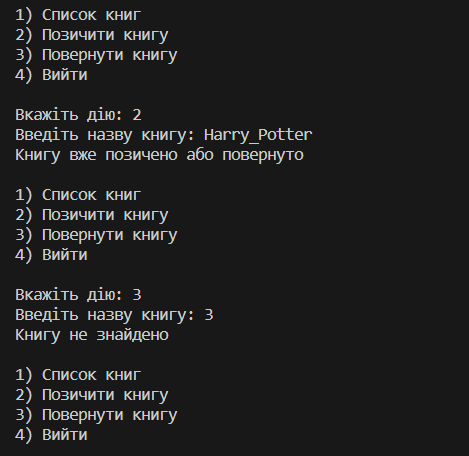 1) Список книг
2) Позичити книгу
3) Повернути книгу
4) Вийти
Вкажіть дію: 2
Введіть назву книгу: Harry_Potter
Книгу вже позичено або повернуто
1) Список книг
2) Позичити книгу
3) Повернути книгу
4) Вийти
Вкажіть дію: 3
Введіть назву книгу: 3
Книгу не знайдено
1) Список книг
2) Позичити книгу
3) Повернути книгу
4) Вийти